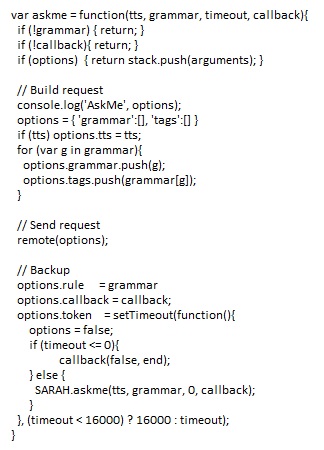 var askme = function(tts, grammar, timeout, callback){
if (!grammar) { return; }
if (!callback){ return; }
if (options)  { return stack.push(arguments); }
// Build request
console.log('AskMe', options);
options = { 'grammar':[], 'tags':[] }
if (tts) options.tts = tts;
for (var g in grammar){
options.grammar.push(g);
options.tags.push(grammar[g]);
}
// Send request
remote(options);
// Backup
options.rule    = grammar
options.callback = callback;
options.token   = setTimeout(function(){
options = false;
if (timeout <= 0){
callback(false, end);
} else {
SARAH.askme(tts, grammar, 0, callback);
}
}, (timeout < 16000) ? 16000 : timeout);
}